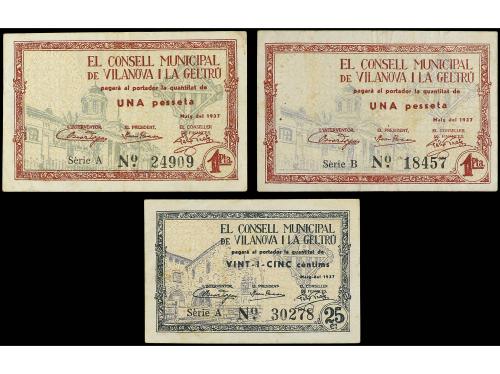 EL CONSELL MUNICIPAL
DE VILANOVA I LA GELTRÚ
pagarà al portador la quantitat de
UNA pesseta
Maig del 1937
L'INTERVENTOR, EL PRESIDENT, EL CONSELLER
DE FINANCES,
Sèrie A Nº 24909 1 Pta.
EL CONSELL MUNICIPAL
DE VILANOVA I LA GELTRÚ
pagarà al portador la quantitat de
UNA pesseta
Maig del 1937
L'INTERVENTOR, EL PRESIDENT, EL CONSELLER
DE FINANCES,
Sèrie B Nº 18457 1 Pta.
EL CONSELL MUNICIPAL
DE VILANOVA I LA GELTRÚ
pagarà al portador la quantitat de
VINT-I-CINC cèntims
Maig del 1937
L'INTERVENTOR, EL PRESIDENT, EL CONSELLER
DE FINANCES,
Sèrie A Nº 30278 25